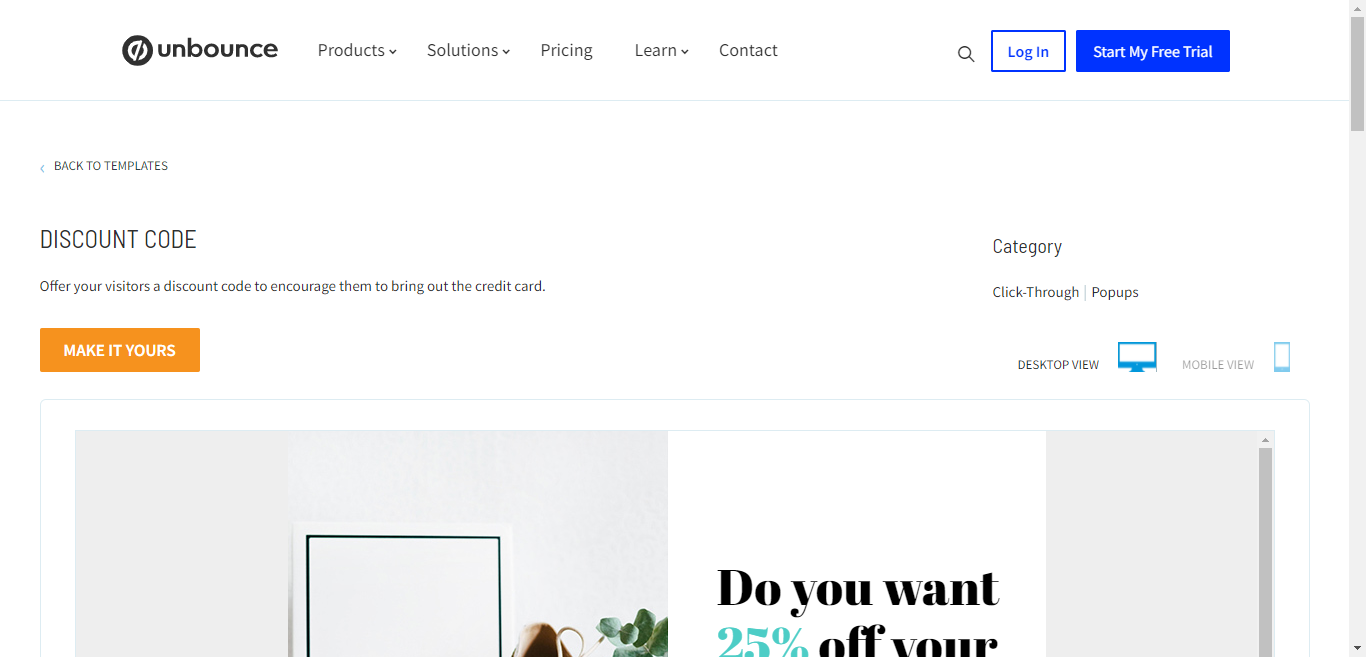 unbounce
Products
Solutions
Pricing
Learn
Contact
Log In
Start My Free Trial
BACK TO TEMPLATES
DISCOUNT CODE
Offer your visitors a discount code to encourage them to bring out the credit card.
MAKE IT YOURS
Category
Click-Through | Popups
DESKTOP VIEW
MOBILE VIEW
Do you want
25% off your